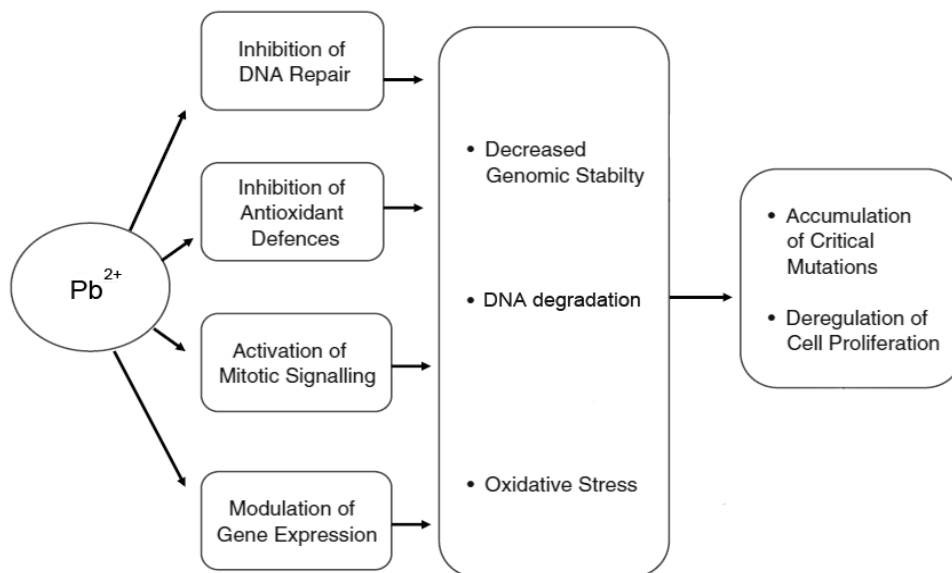 Inhibition of
DNA Repair
Inhibition of
Antioxidant
Defences
Pb2+
Activation of
Mitotic Signalling
Modulation of
Gene Expression
• Decreased
Genomic Stabilty
• DNA degradation
• Oxidative Stress
• Accumulation
of Critical
Mutations
• Deregulation of
Cell Proliferation